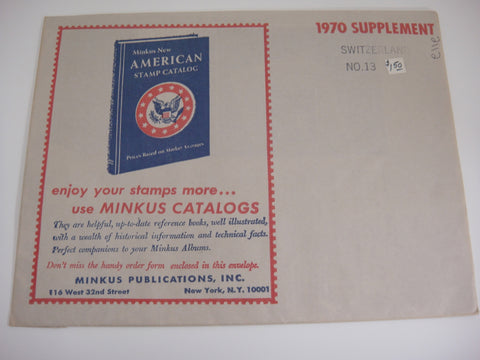 1970 SUPPLEMENT
SWITZERLAND
NO.13 $1.50
Minkus New
AMERICAN
STAMP CATALOG
Prices Based on Market Averages
enjoy your stamps more...
use MINKUS CATALOGS
They are helpful, up-to-date reference books, well illustrated,
with a wealth of historical information and technical facts.
Perfect companions to your Minkus Albums.
Don't miss the handy order form enclosed in this envelope.
MINKUS PUBLICATIONS, INC.
116 West 32nd Street New York, N.Y. 10001